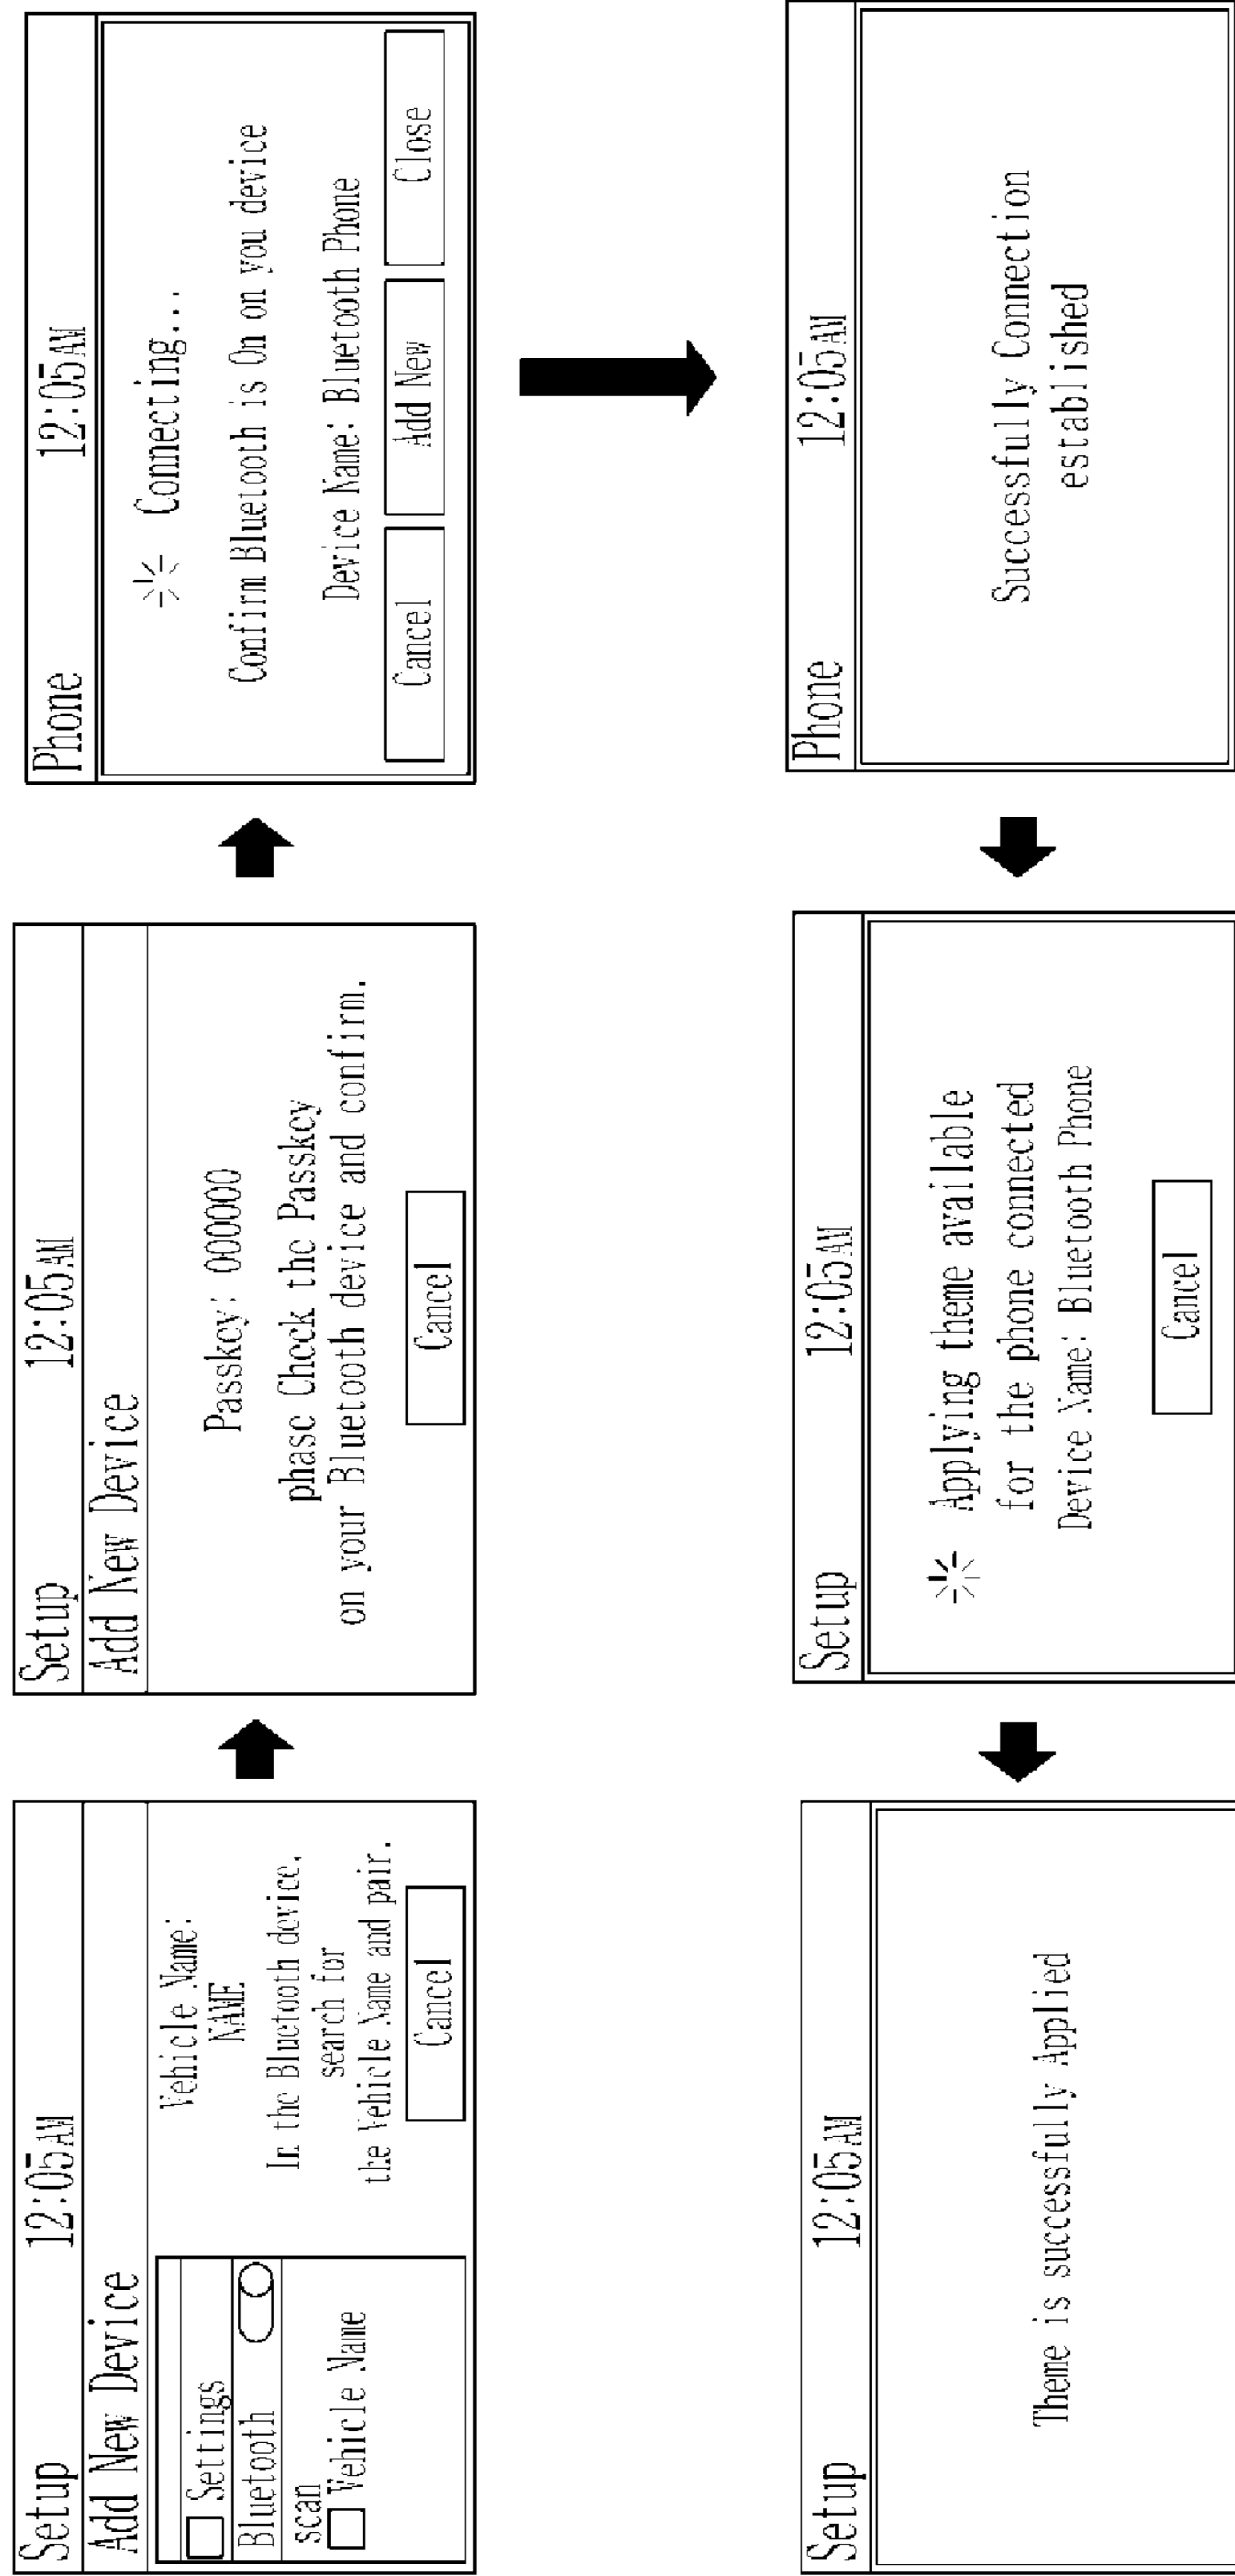 Setup 12:05AM
Add New Device
Settings
Bluetooth
scan
Vehicle Name
Vehicle Name:
NAME
In the Bluetooth device,
search for
the Vehicle Name and pair.
Cancel
Setup 12:05AM
Add New Device
Passkey: 000000
phase Check the Passkey
on your Bluetooth device and confirm.
Cancel
Phone 12:05AM
Connecting...
Confirm Bluetooth is On on you device
Device Name: Bluetooth Phone
Cancel Add New Close
Phone 12:05AM
Successfully Connection
established
Setup 12:05AM
Applying theme available
for the phone connected
Device Name: Bluetooth Phone
Cancel
Setup 12:05AM
Theme is successfully Applied